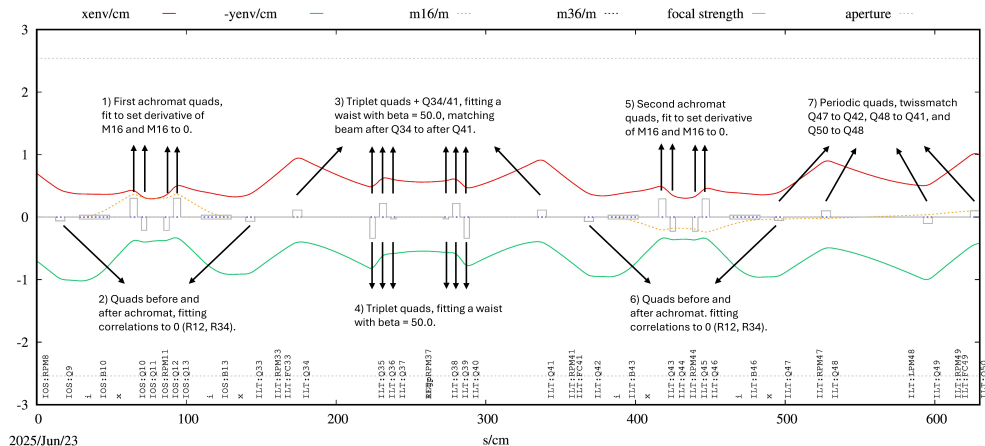 xenv/cm -yenv/cm m16/m m36/m focal strength aperture
3
2
1
0
-1
-2
-3
1) First achromat quads,
fit to set derivative of
M16 and M16 to 0.
3) Triplet quads + Q34/41, fitting a
waist with beta = 50.0, matching
beam after Q34 to after Q41.
5) Second achromat
quads, fit to set derivative
of M16 and M16 to 0.
7) Periodic quads, twissmatch
Q47 to Q42, Q48 to Q41, and
Q50 to Q48
2) Quads before and
after achromat, fitting
correlations to 0 (R12, R34).
4) Triplet quads, fitting a waist
with beta = 50.0.
6) Quads before and
after achromat. fitting
correlations to 0 (R12, R34).
IOS:RPM8
IOS:Q9
i
IOS:B10
x
IOS:Q10
IOS:Q11
IOS:RPM11
IOS:Q12
IOS:Q13
i
IOS:B13
x
ILT:Q33
ILT:RPM33
ILT:FC33
ILT:Q34
ILT:Q35
ILT:Q36
ILT:Q37
ILT:Q38
ILT:Q39
ILT:Q40
ILT:Q41
ILT:RPM41
ILT:FC41
ILT:Q42
i
ILT:B43
x
ILT:Q43
ILT:Q44
ILT:RPM44
ILT:Q45
ILT:Q46
i
ILT:B46
x
ILT:Q47
ILT:RPM47
ILT:Q48
ILT:LPM48
ILT:Q49
ILT:RPM49
ILT:FC49
0 100 200 300 400 500 600
s/cm
2025/Jun/23